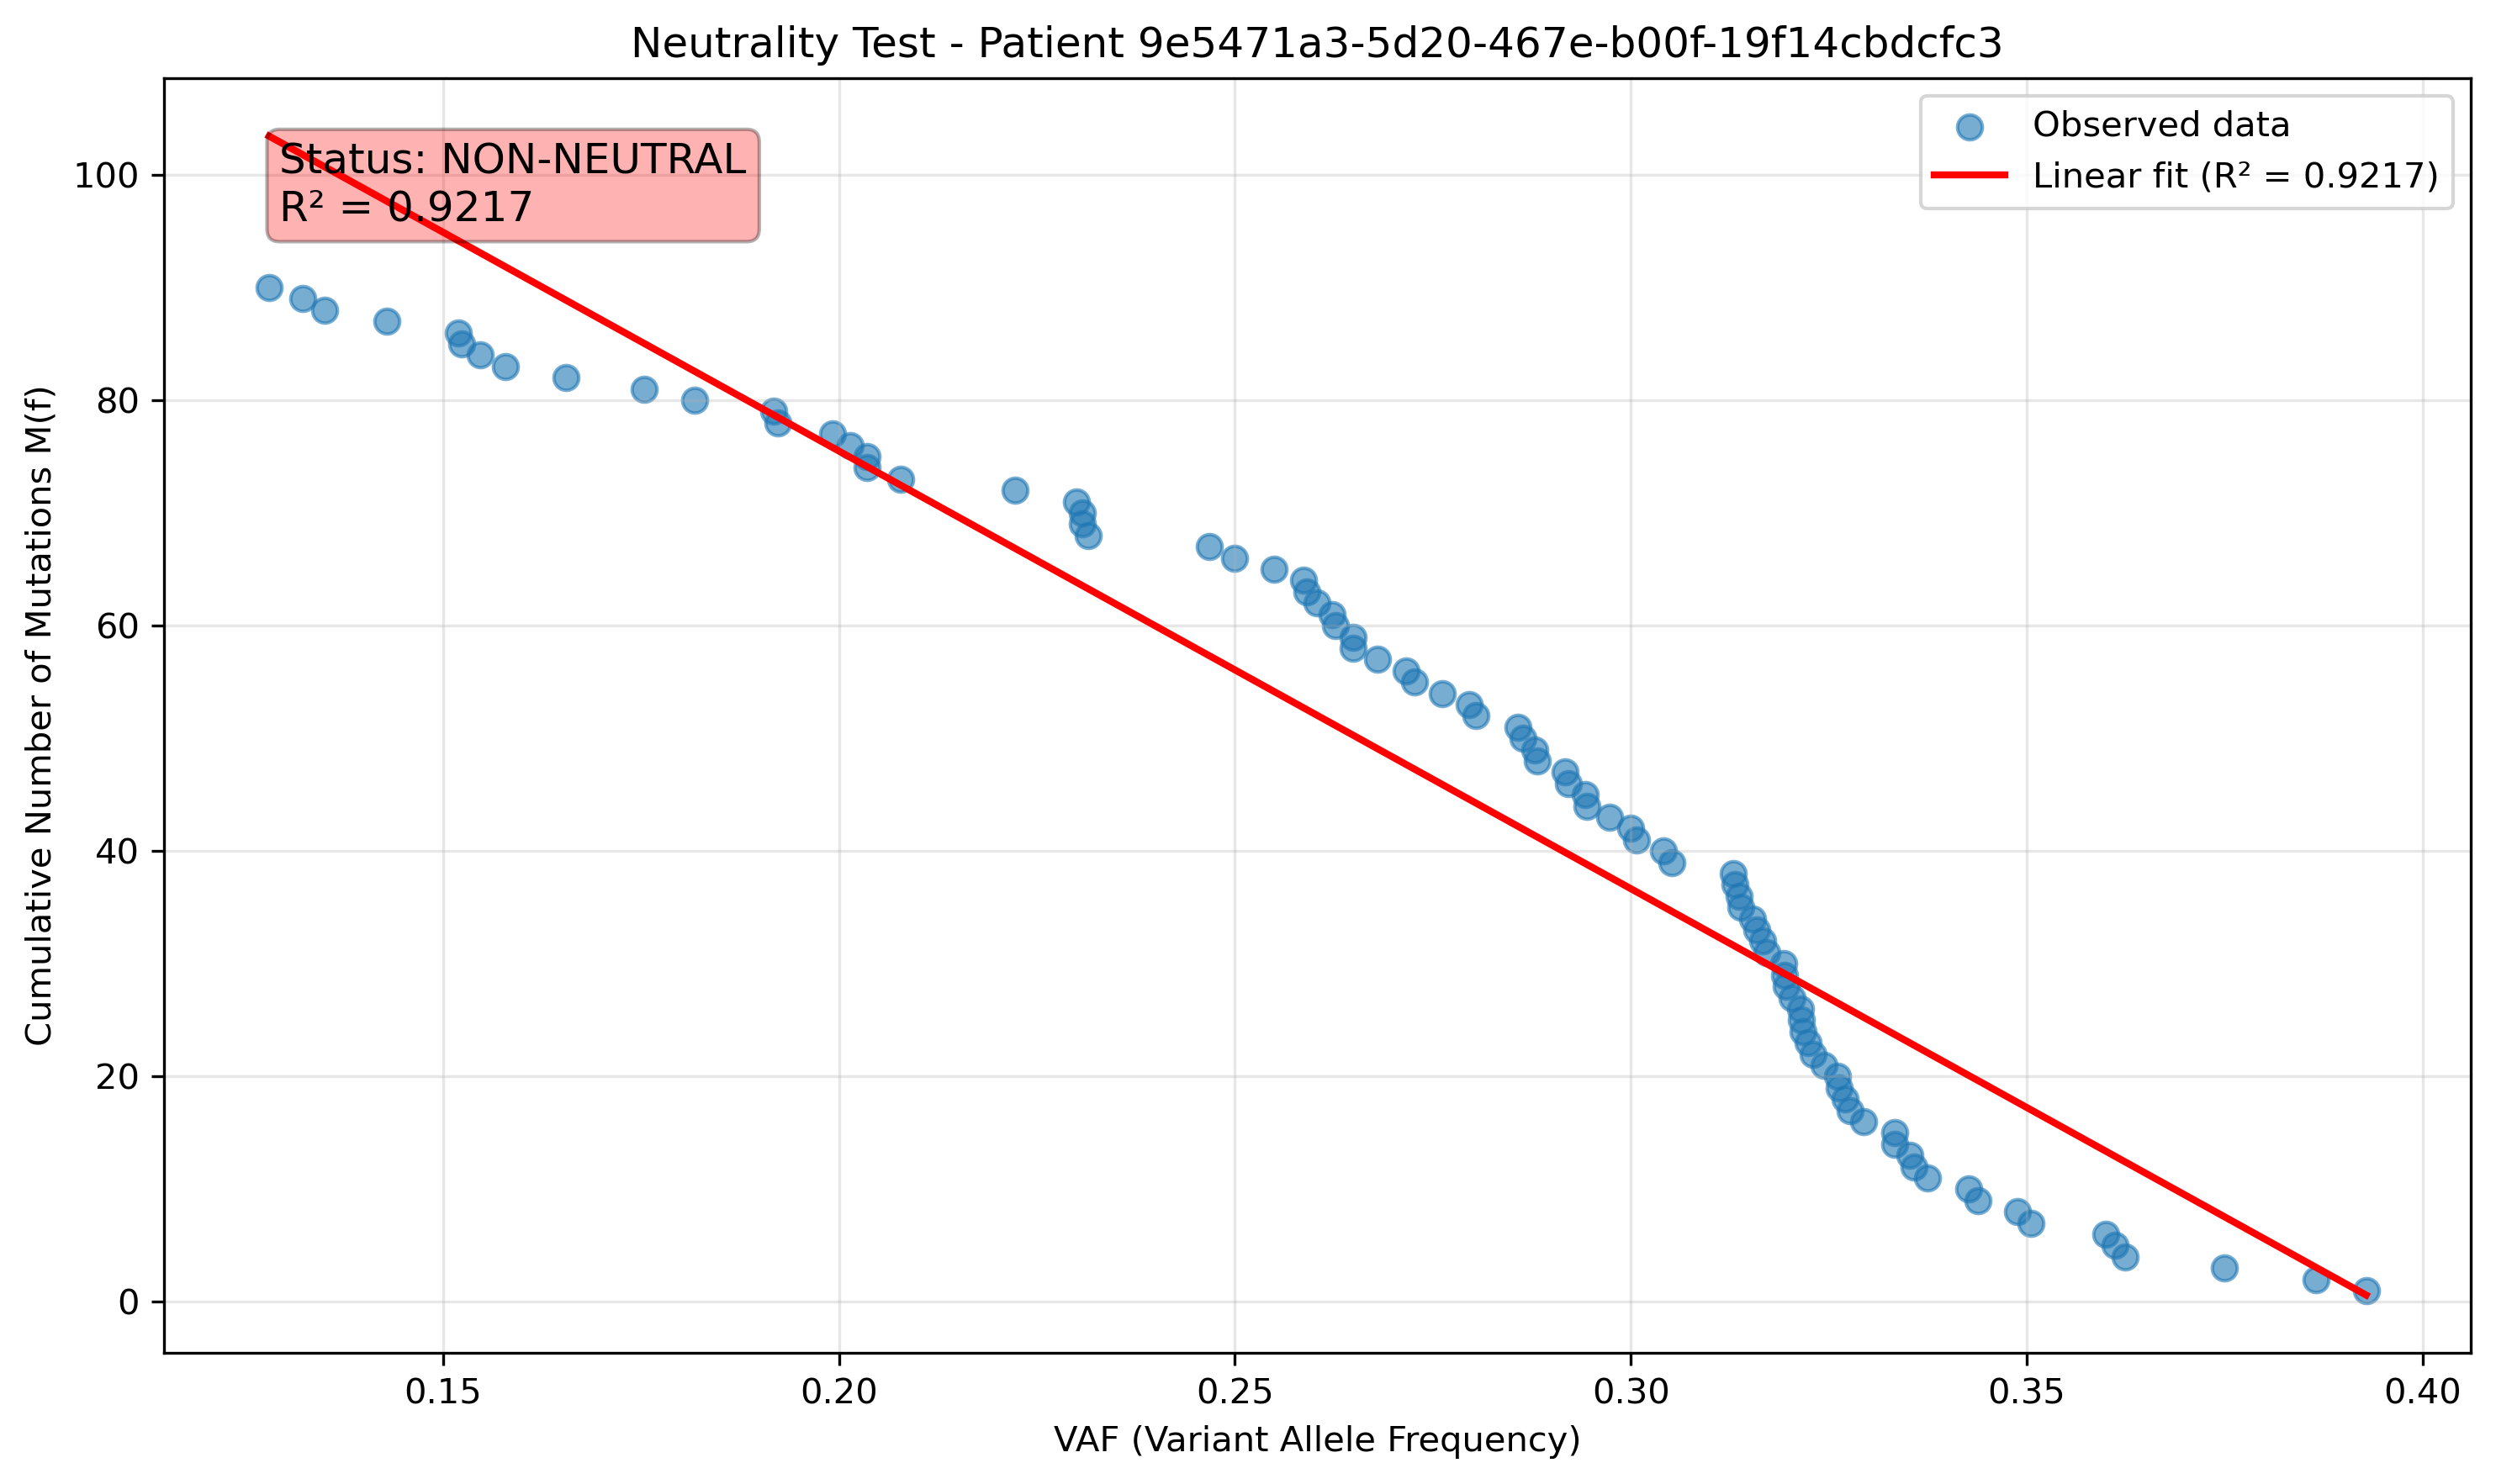 Neutrality Test - Patient 9e5471a3-5d20-467e-b00f-19f14cbdcfc3
Status: NON-NEUTRAL
R² = 0.9217
Observed data
Linear fit (R² = 0.9217)
Cumulative Number of Mutations M(f)
100
80
60
40
20
0
0.15
0.20
0.25
0.30
0.35
0.40
VAF (Variant Allele Frequency)